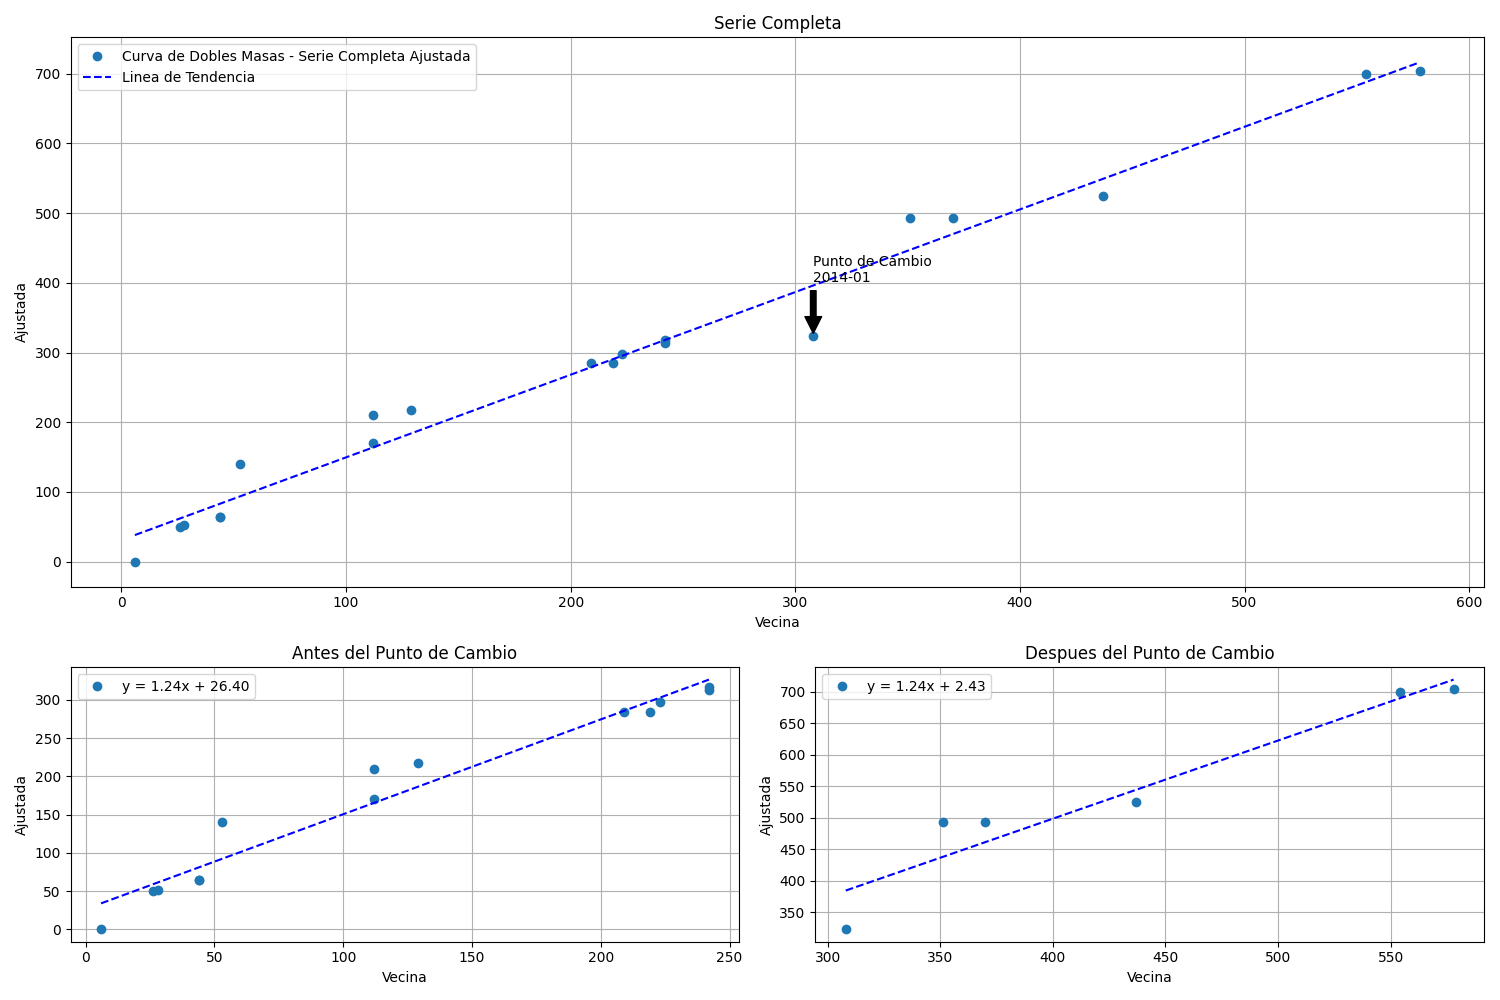 Serie Completa
Curva de Dobles Masas - Serie Completa Ajustada
Linea de Tendencia
700
600
500
400
300
200
100
0
Ajustada
Punto de Cambio
2014-01
0 100 200 300 400 500 600
Vecina
Antes del Punto de Cambio
y = 1.24x + 26.40
300
250
200
150
100
50
0
Ajustada
0 50 100 150 200 250
Vecina
Despues del Punto de Cambio
y = 1.24x + 2.43
700
650
600
550
500
450
400
350
Ajustada
300 350 400 450 500 550
Vecina